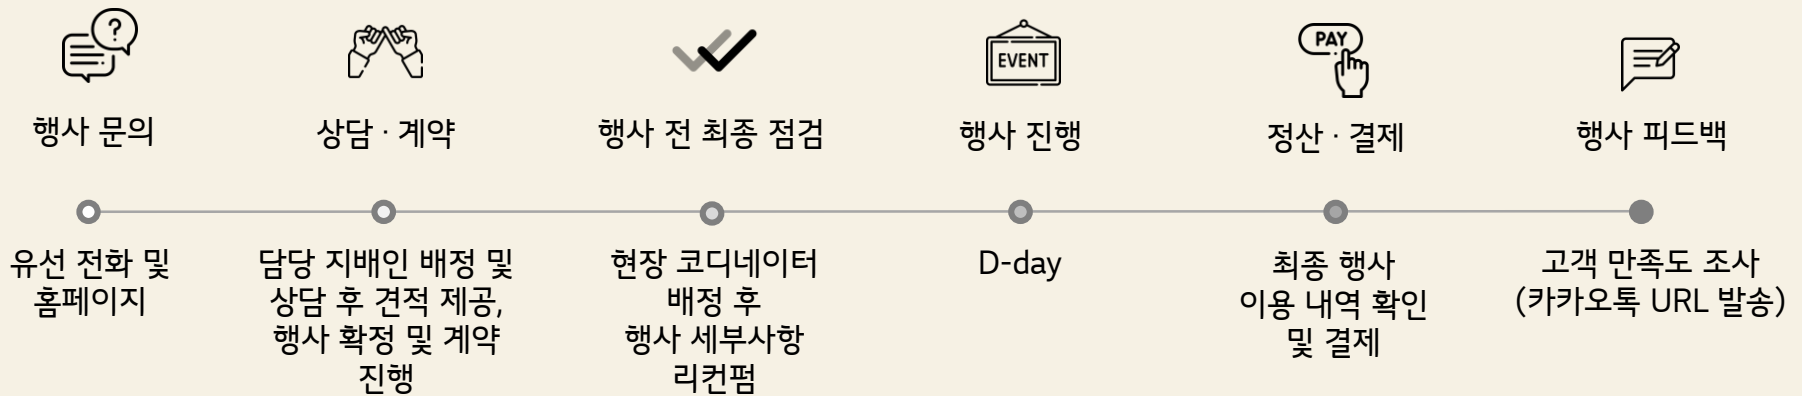 ?
EVENT
PAY
행사 문의
상담 · 계약
행사 전 최종 점검
행사 진행
정산 · 결제
행사 피드백
유선 전화 및
홈페이지
담당 지배인 배정 및
상담 후 견적 제공,
행사 확정 및 계약
진행
현장 코디네이터
배정 후
행사 세부사항
리컨펌
D-day
최종 행사
이용 내역 확인
및 결제
고객 만족도 조사
(카카오톡 URL 발송)